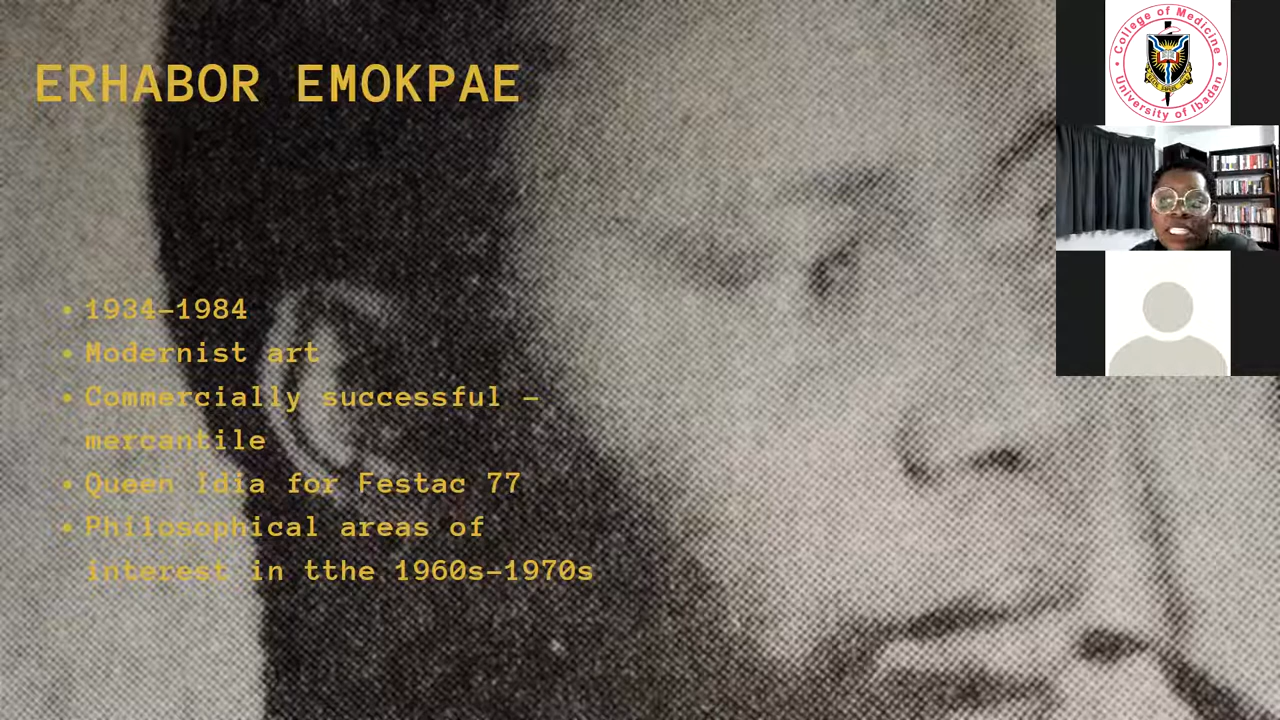 ERHABOR EMOKPAE
• 1934-1984
• Modernist art
• Commercially successful -
mercantile
• Queen Idia for Festac 77
• Philosophical areas of
interest in tthe 1960s-1970s
College of Medicine
University of Ibadan